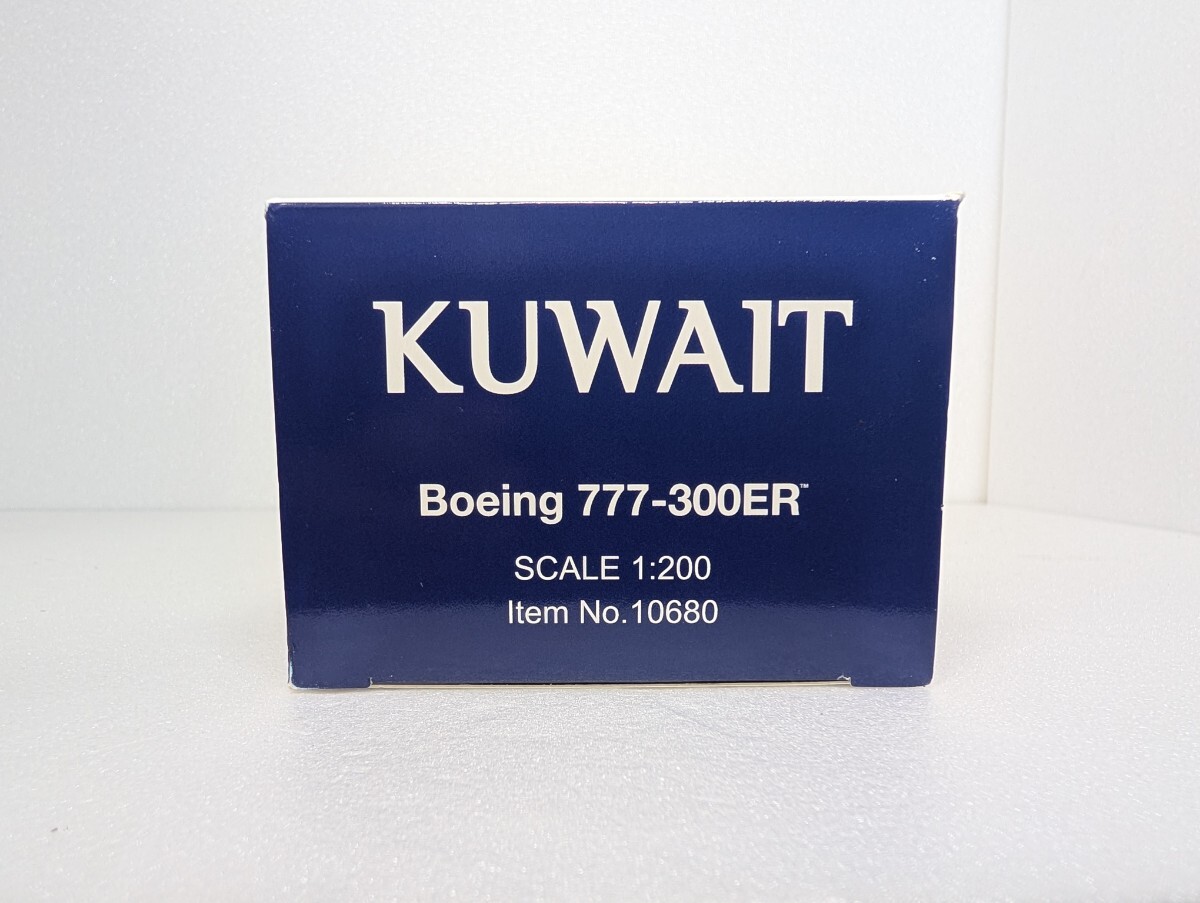 KUWAIT
Boeing 777-300ER™
SCALE 1:200
Item No.10680